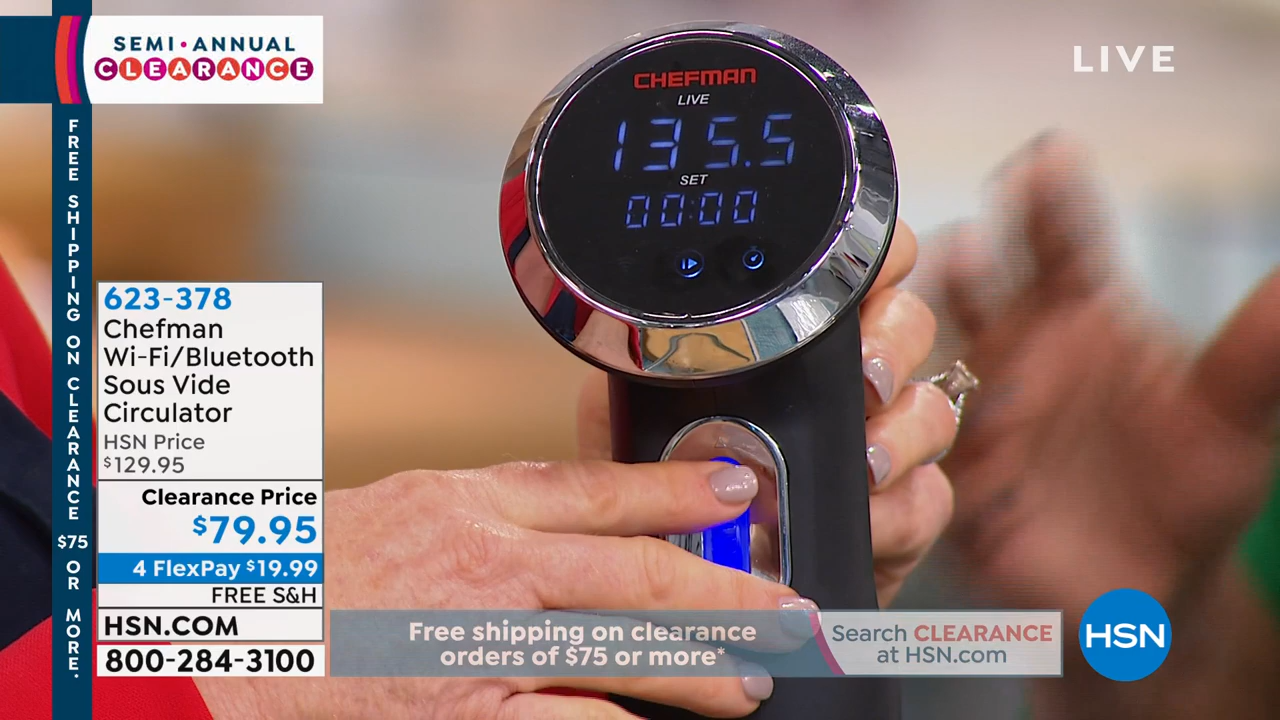 SEMI•ANNUAL
CLEARANCE
FREE SHIPPING ON CLEARANCE $75 OR MORE.
LIVE
CHEFMAN
LIVE
135.5
SET
00:00
623-378
Chefman
Wi-Fi/Bluetooth
Sous Vide
Circulator
HSN Price
$129.95
Clearance Price
$79.95
4 FlexPay $19.99
FREE S&H
HSN.COM
800-284-3100
Free shipping on clearance
orders of $75 or more*
Search CLEARANCE
at HSN.com
HSN